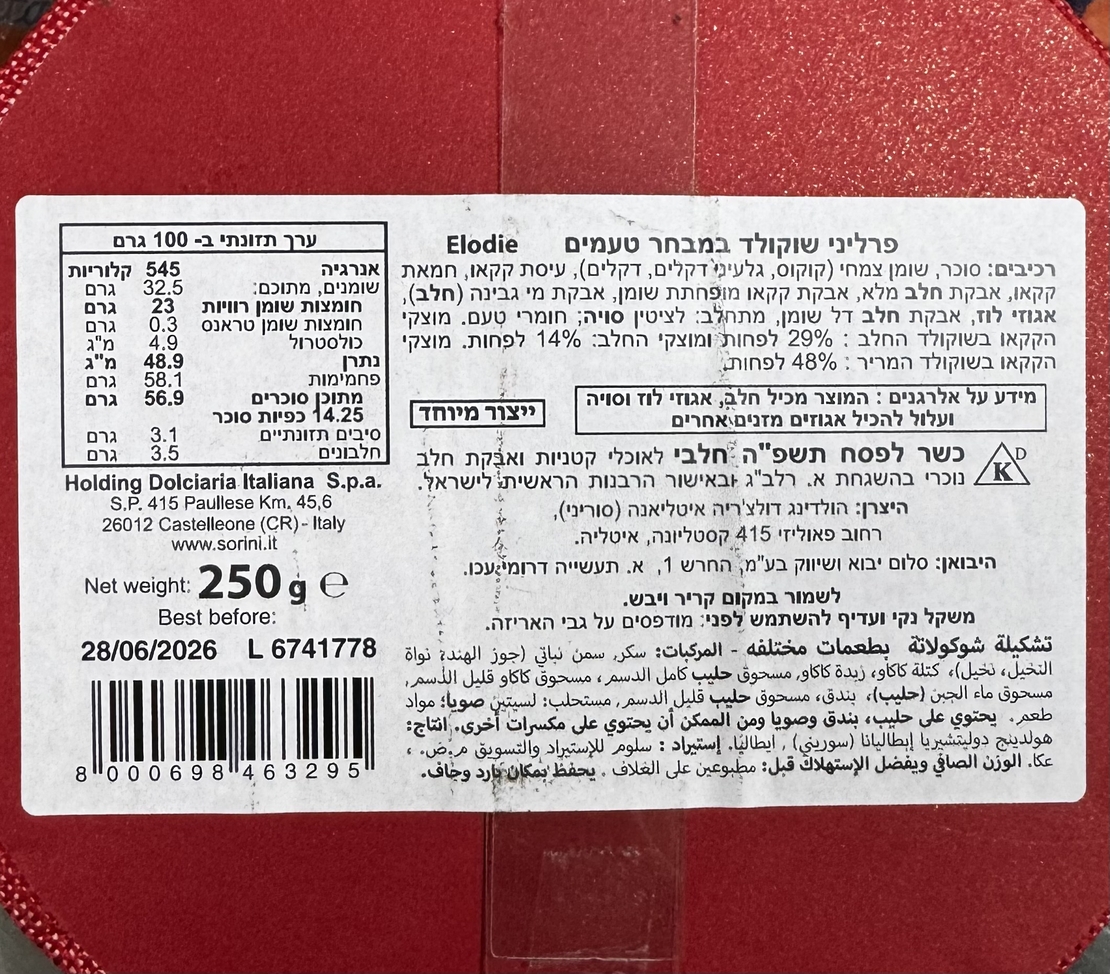 פרליני שוקולד במבחר טעמים Elodie
רכיבים: סוכר, שומן צמחי (קוקוס, גלעיני דקלים, דקלים), עיסת קקאו, חמאת
קקאו, אבקת חלב מלא, אבקת קקאו מופחתת שומן, אבקת מי גבינה (חלב),
אגוזי לוז, אבקת חלב דל שומן, מתחלב: לציטין סויה; חומרי טעם. מוצקי
הקקאו בשוקולד החלב : 29% לפחות ומוצקי החלב: 14% לפחות. מוצקי
הקקאו בשוקולד המריר : 48% לפחות.
מידע על אלרגנים : המוצר מכיל חלב, אגוזי לוז וסויה
ועלול להכיל אגוזים מזנים אחרים
ייצור מיוחד
D
K
כשר לפסח תשפ"ה חלבי לאוכלי קטניות ואבקת חלב
נוכרי בהשגחת א. רלב"ג ובאישור הרבנות הראשית לישראל.
היצרן: הולדינג דולצ'ריה איטליאנה (סוריני),
רחוב פאוליזי 415 קסטליונה, איטליה.
היבואן: סלום יבוא ושיווק בע"מ, החרש 1, א. תעשייה דרומי עכו.
לשמור במקום קריר ויבש.
משקל נקי ועדיף להשתמש לפני: מודפסים על גבי האריזה.
تشكيلة شوكولاتة بطعمات مختلفه - المركبات: سكر, سمن نباتي (جوز الهند، نواة
النخيل، نخيل)، كتلة كاكاو، زبدة كاكاو, مسحوق حليب كامل الدسم، مسحوق كاكاو قليل الدسم,
مسحوق ماء الجبن (حليب)، بندق، مسحوق حليب قليل الدسم, مستحلب: لسيتين صويا؛ مواد
طعم. يحتوي على حليب، بندق وصويا ومن الممكن أن يحتوي على مكسرات أخرى. إنتاج:
هولدينج دوليتشيريا إيطاليانا (سوريني) , ايطاليا. إستيراد : سلوم للإستيراد والتسويق م.ض. ،
عكا. الوزن الصافي ويفضل الإستهلاك قبل: مطبوعين على الغلاف . يحفظ بمكان بارد وجاف.
ערך תזונתי ב- 100 גרם
אנרגיה 545 קלוריות
שומנים, מתוכם: 32.5 גרם
חומצות שומן רוויות 23 גרם
חומצות שומן טראנס 0.3 גרם
כולסטרול 4.9 מ"ג
נתרן 48.9 מ"ג
פחמימות 58.1 גרם
מתוכן סוכרים 56.9 גרם
14.25 כפיות סוכר
סיבים תזונתיים 3.1 גרם
חלבונים 3.5 גרם
Holding Dolciaria Italiana S.p.a.
S.P. 415 Paullese Km. 45,6
26012 Castelleone (CR)- Italy
www.sorini.it
Net weight: 250 g e
Best before:
28/06/2026 L 6741778
8 000698 463295